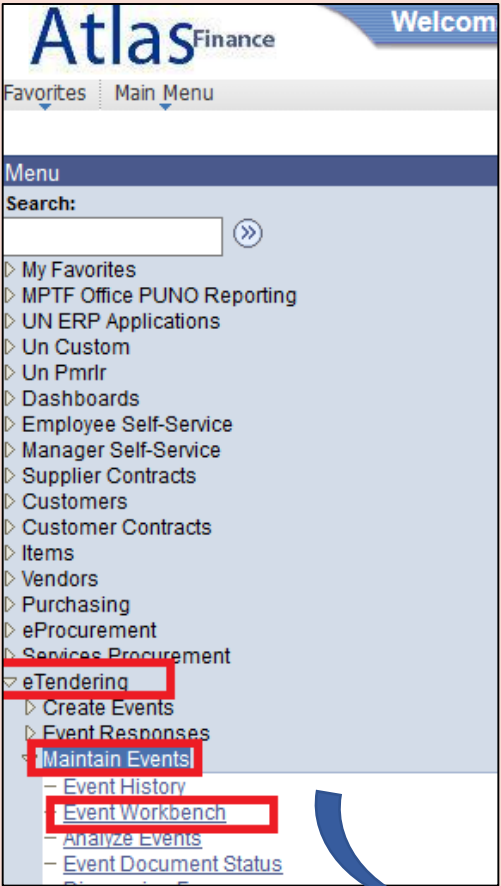 Atlas Finance
Welcom
Favorites Main Menu
Menu
Search:
My Favorites
MPTF Office PUNO Reporting
UN ERP Applications
Un Custom
Un Pmrlr
Dashboards
Employee Self-Service
Manager Self-Service
Supplier Contracts
Customers
Customer Contracts
Items
Vendors
Purchasing
eProcurement
Services Procurement
eTendering
Create Events
Event Responses
Maintain Events
– Event History
– Event Workbench
– Analyze Events
– Event Document Status